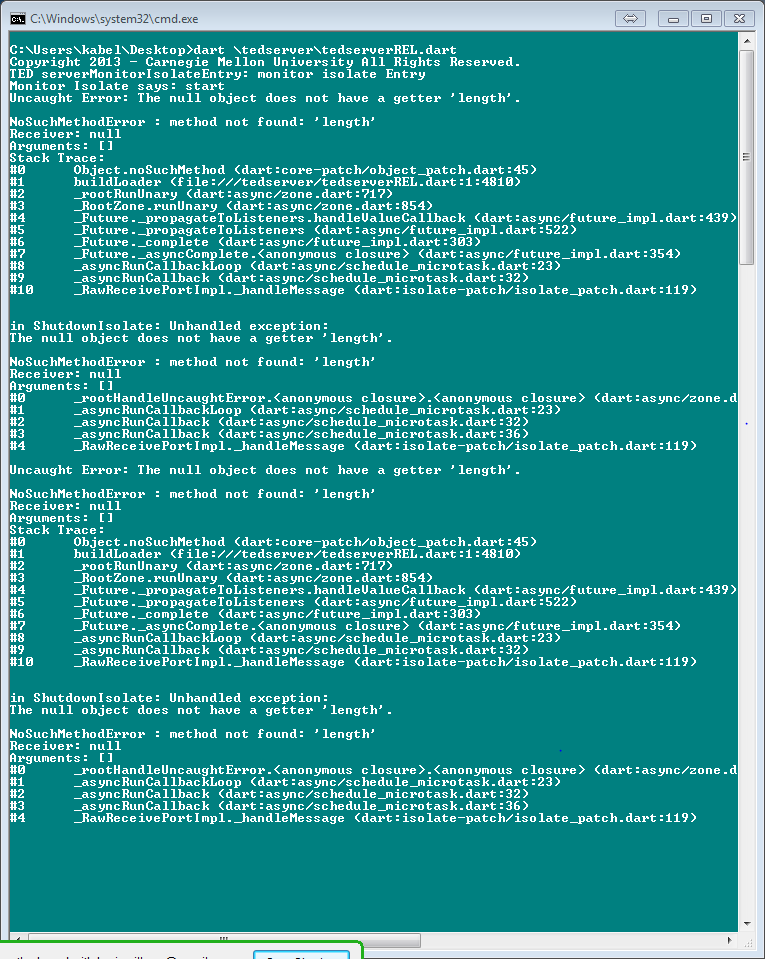 C:\Windows\system32\cmd.exe
C:\Users\kabel\Desktop>dart \tedserver\tedserverREL.dart
Copyright 2013 - Carnegie Mellon University All Rights Reserved.
TED serverMonitorIsolateEntry: monitor isolate Entry
Monitor Isolate says: start
Uncaught Error: The null object does not have a getter 'length'.
NoSuchMethodError : method not found: 'length'
Receiver: null
Arguments: []
Stack Trace:
#0 Object.noSuchMethod (dart:core-patch/object_patch.dart:45)
#1 buildLoader (file:///tedserver/tedserverREL.dart:1:4810)
#2 _rootRunUnary (dart:async/zone.dart:717)
#3 _RootZone.runUnary (dart:async/zone.dart:854)
#4 _Future._propagateToListeners.handleValueCallback (dart:async/future_impl.dart:439)
#5 _Future._propagateToListeners (dart:async/future_impl.dart:522)
#6 _Future._complete (dart:async/future_impl.dart:303)
#7 _Future._asyncComplete.<anonymous closure> (dart:async/future_impl.dart:354)
#8 _asyncRunCallbackLoop (dart:async/schedule_microtask.dart:23)
#9 _asyncRunCallback (dart:async/schedule_microtask.dart:32)
#10 _RawReceivePortImpl._handleMessage (dart:isolate-patch/isolate_patch.dart:119)
in ShutdownIsolate: Unhandled exception:
The null object does not have a getter 'length'.
NoSuchMethodError : method not found: 'length'
Receiver: null
Arguments: []
#0 _rootHandleUncaughtError.<anonymous closure>.<anonymous closure> (dart:async/zone.d
#1 _asyncRunCallbackLoop (dart:async/schedule_microtask.dart:23)
#2 _asyncRunCallback (dart:async/schedule_microtask.dart:32)
#3 _asyncRunCallback (dart:async/schedule_microtask.dart:36)
#4 _RawReceivePortImpl._handleMessage (dart:isolate-patch/isolate_patch.dart:119)
Uncaught Error: The null object does not have a getter 'length'.
NoSuchMethodError : method not found: 'length'
Receiver: null
Arguments: []
Stack Trace:
#0 Object.noSuchMethod (dart:core-patch/object_patch.dart:45)
#1 buildLoader (file:///tedserver/tedserverREL.dart:1:4810)
#2 _rootRunUnary (dart:async/zone.dart:717)
#3 _RootZone.runUnary (dart:async/zone.dart:854)
#4 _Future._propagateToListeners.handleValueCallback (dart:async/future_impl.dart:439)
#5 _Future._propagateToListeners (dart:async/future_impl.dart:522)
#6 _Future._complete (dart:async/future_impl.dart:303)
#7 _Future._asyncComplete.<anonymous closure> (dart:async/future_impl.dart:354)
#8 _asyncRunCallbackLoop (dart:async/schedule_microtask.dart:23)
#9 _asyncRunCallback (dart:async/schedule_microtask.dart:32)
#10 _RawReceivePortImpl._handleMessage (dart:isolate-patch/isolate_patch.dart:119)
in ShutdownIsolate: Unhandled exception:
The null object does not have a getter 'length'.
NoSuchMethodError : method not found: 'length'
Receiver: null
Arguments: []
#0 _rootHandleUncaughtError.<anonymous closure>.<anonymous closure> (dart:async/zone.d
#1 _asyncRunCallbackLoop (dart:async/schedule_microtask.dart:23)
#2 _asyncRunCallback (dart:async/schedule_microtask.dart:32)
#3 _asyncRunCallback (dart:async/schedule_microtask.dart:36)
#4 _RawReceivePortImpl._handleMessage (dart:isolate-patch/isolate_patch.dart:119)